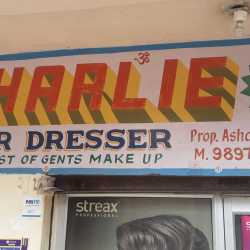 HARLIE
ॐ
R DRESSER
Prop. Asho
ST OF GENTS MAKE UP
M. 9897
streax
PROFESSIONAL